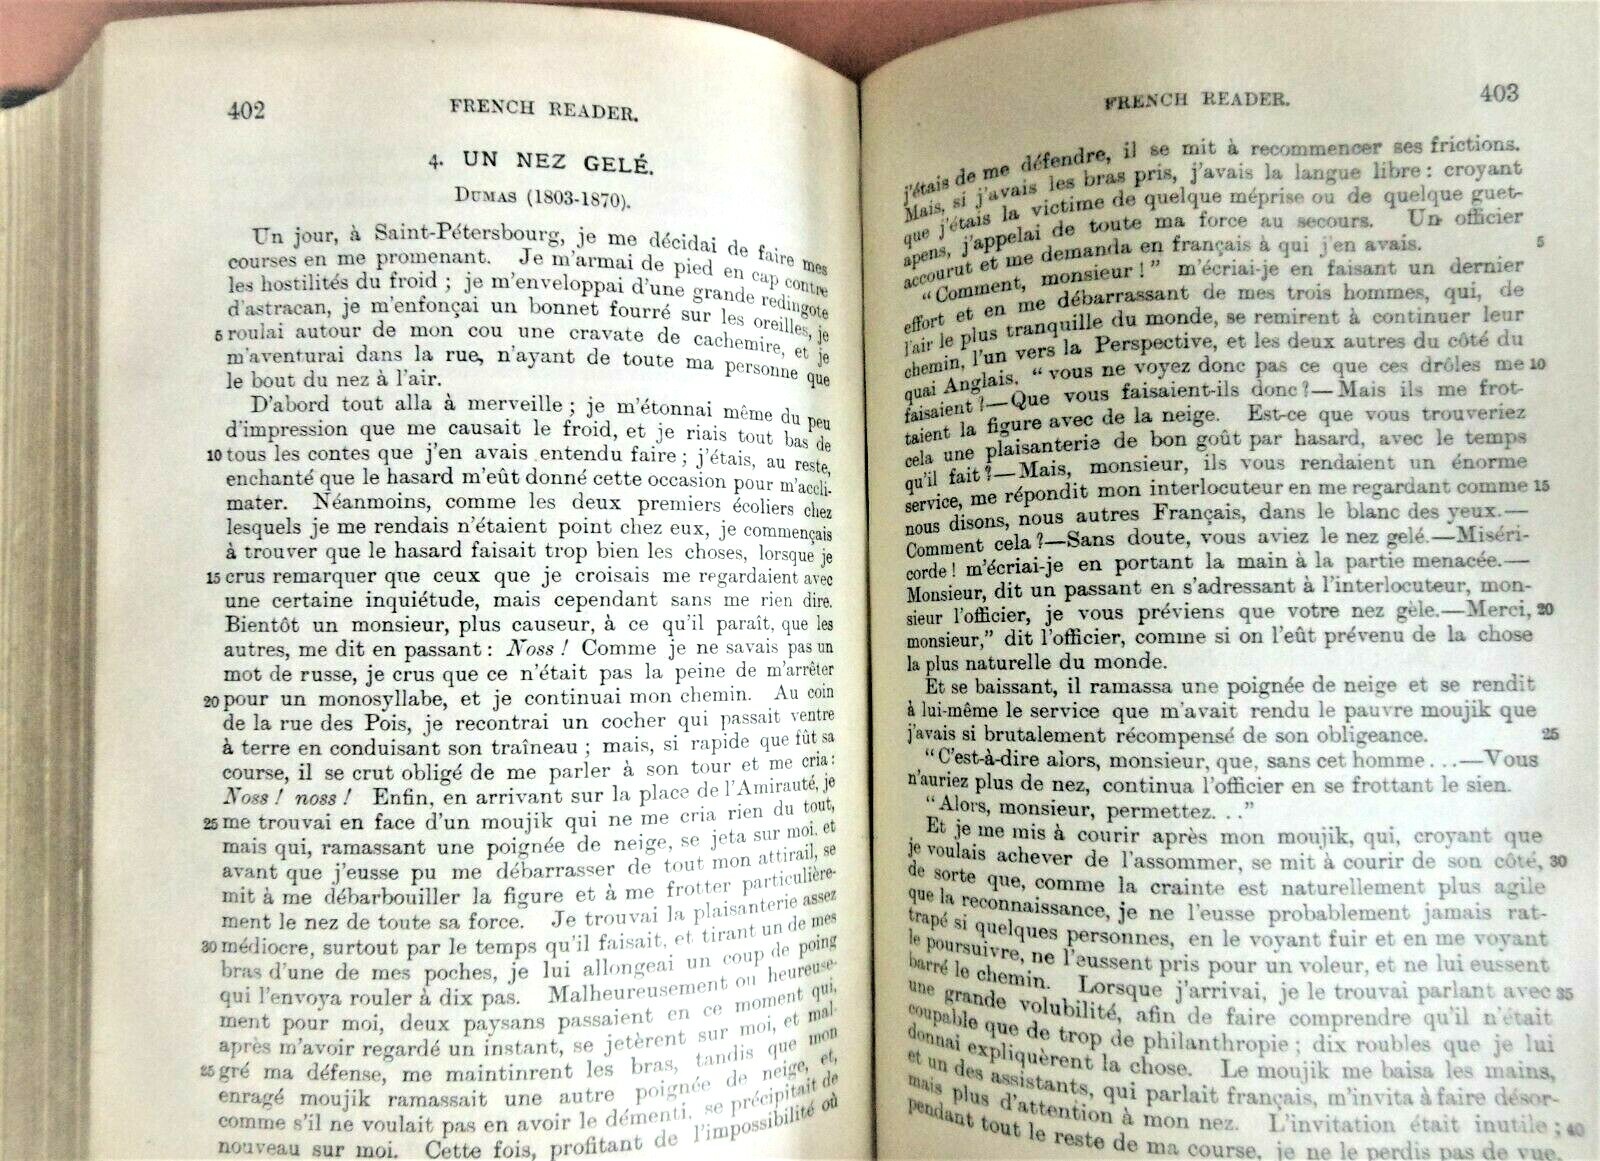 402
FRENCH READER.
4. UN NEZ GELÉ.
DUMAS (1803-1870).
Un jour, à Saint-Pétersbourg, je me décidai de faire mes
courses en me promenant. Je m'armai de pied en cap contre
les hostilités du froid ; je m'enveloppai d'une grande redingote
d'astracan, je m'enfonçai un bonnet fourré sur les oreilles, je
5 roulai autour de mon cou une cravate de cachemire, et je
m'aventurai dans la rue, n'ayant de toute ma personne que
le bout du nez à l'air.
D'abord tout alla à merveille ; je m'étonnai même du peu
d'impression que me causait le froid, et je riais tout bas de
10 tous les contes que j'en avais entendu faire ; j'étais, au reste,
enchanté que le hasard m'eût donné cette occasion pour m'accli-
mater. Néanmoins, comme les deux premiers écoliers chez
lesquels je me rendais n'étaient point chez eux, je commençais
à trouver que le hasard faisait trop bien les choses, lorsque je
15 crus remarquer que ceux que je croisais me regardaient avec
une certaine inquiétude, mais cependant sans me rien dire.
Bientôt un monsieur, plus causeur, à ce qu'il paraît, que les
autres, me dit en passant : Noss ! Comme je ne savais pas un
mot de russe, je crus que ce n'était pas la peine de m'arrêter
20 pour un monosyllabe, et je continuai mon chemin. Au coin
de la rue des Pois, je recontrai un cocher qui passait ventre
à terre en conduisant son traîneau ; mais, si rapide que fût sa
course, il se crut obligé de me parler à son tour et me cria :
Noss ! noss ! Enfin, en arrivant sur la place de l'Amirauté, je
25 me trouvai en face d'un moujik qui ne me cria rien du tout,
mais qui, ramassant une poignée de neige, se jeta sur moi, et
avant que j'eusse pu me débarrasser de tout mon attirail, se
mit à me débarbouiller la figure et à me frotter particulière-
ment le nez de toute sa force. Je trouvai la plaisanterie assez
30 médiocre, surtout par le temps qu'il faisait, et tirant un de mes
bras d'une de mes poches, je lui allongeai un coup de poing
qui l'envoya rouler à dix pas. Malheureusement ou heureuse-
ment pour moi, deux paysans passaient en ce moment qui,
après m'avoir regardé un instant, se jetèrent sur moi, et mal-
25 gré ma défense, me maintinrent les bras, tandis que mon
enragé moujik ramassait une autre poignée de neige, et,
comme s'il ne voulait pas en avoir le démenti, se précipitait de
nouveau sur moi. Cette fois, profitant de l'impossibilité où
FRENCH READER.
403
j'étais de me défendre, il se mit à recommencer ses frictions.
Mais, si j'avais les bras pris, j'avais la langue libre : croyant
que j'étais la victime de quelque méprise ou de quelque guet-
apens, j'appelai de toute ma force au secours. Un officier
accourut et me demanda en français à qui j'en avais. 5
"Comment, monsieur !" m'écriai-je en faisant un dernier
effort et en me débarrassant de mes trois hommes, qui, de
l'air le plus tranquille du monde, se remirent à continuer leur
chemin, l'un vers la Perspective, et les deux autres du côté du
quai Anglais, "vous ne voyez donc pas ce que ces drôles me 10
faisaient ?—Que vous faisaient-ils donc ?—Mais ils me frot-
taient la figure avec de la neige. Est-ce que vous trouveriez
cela une plaisanterie de bon goût par hasard, avec le temps
qu'il fait ?—Mais, monsieur, ils vous rendaient un énorme
service, me répondit mon interlocuteur en me regardant comme 15
nous disons, nous autres Français, dans le blanc des yeux.—
Comment cela ?—Sans doute, vous aviez le nez gelé.—Miséri-
corde ! m'écriai-je en portant la main à la partie menacée.—
Monsieur, dit un passant en s'adressant à l'interlocuteur, mon-
sieur l'officier, je vous préviens que votre nez gèle.—Merci, 20
monsieur," dit l'officier, comme si on l'eût prévenu de la chose
la plus naturelle du monde.
Et se baissant, il ramassa une poignée de neige et se rendit
à lui-même le service que m'avait rendu le pauvre moujik que
j'avais si brutalement récompensé de son obligeance. 25
"C'est-à-dire alors, monsieur, que, sans cet homme . . .—Vous
n'auriez plus de nez, continua l'officier en se frottant le sien.
"Alors, monsieur, permettez. . ."
Et je me mis à courir après mon moujik, qui, croyant que
je voulais achever de l'assommer, se mit à courir de son côté, 30
de sorte que, comme la crainte est naturellement plus agile
que la reconnaissance, je ne l'eusse probablement jamais rat-
trapé si quelques personnes, en le voyant fuir et en me voyant
le poursuivre, ne l'eussent pris pour un voleur, et ne lui eussent
barré le chemin. Lorsque j'arrivai, je le trouvai parlant avec 35
une grande volubilité, afin de faire comprendre qu'il n'était
coupable que de trop de philanthropie ; dix roubles que je lui
donnai expliquèrent la chose. Le moujik me baisa les mains,
et un des assistants, qui parlait français, m'invita à faire désor-
mais plus d'attention à mon nez. L'invitation était inutile ; 40
pendant tout le reste de ma course, je ne le perdis pas de vue.